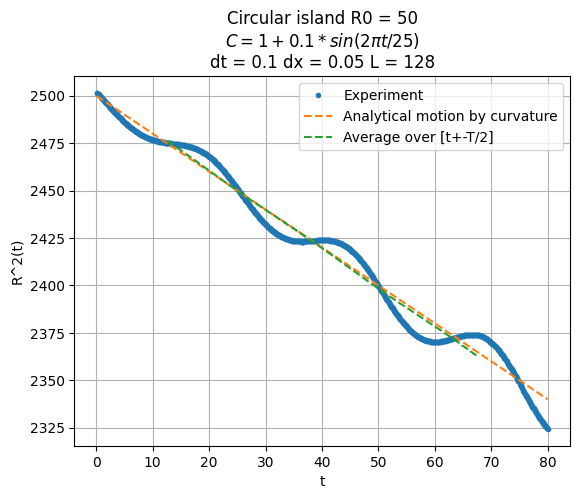 Circular island R0 = 50
C = 1 + 0.1 * sin(2πt/25)
dt = 0.1 dx = 0.05 L = 128
Experiment
Analytical motion by curvature
Average over [t+-T/2]
2500
2475
2450
2425
2400
2375
2350
2325
R^2(t)
0 10 20 30 40 50 60 70 80
t